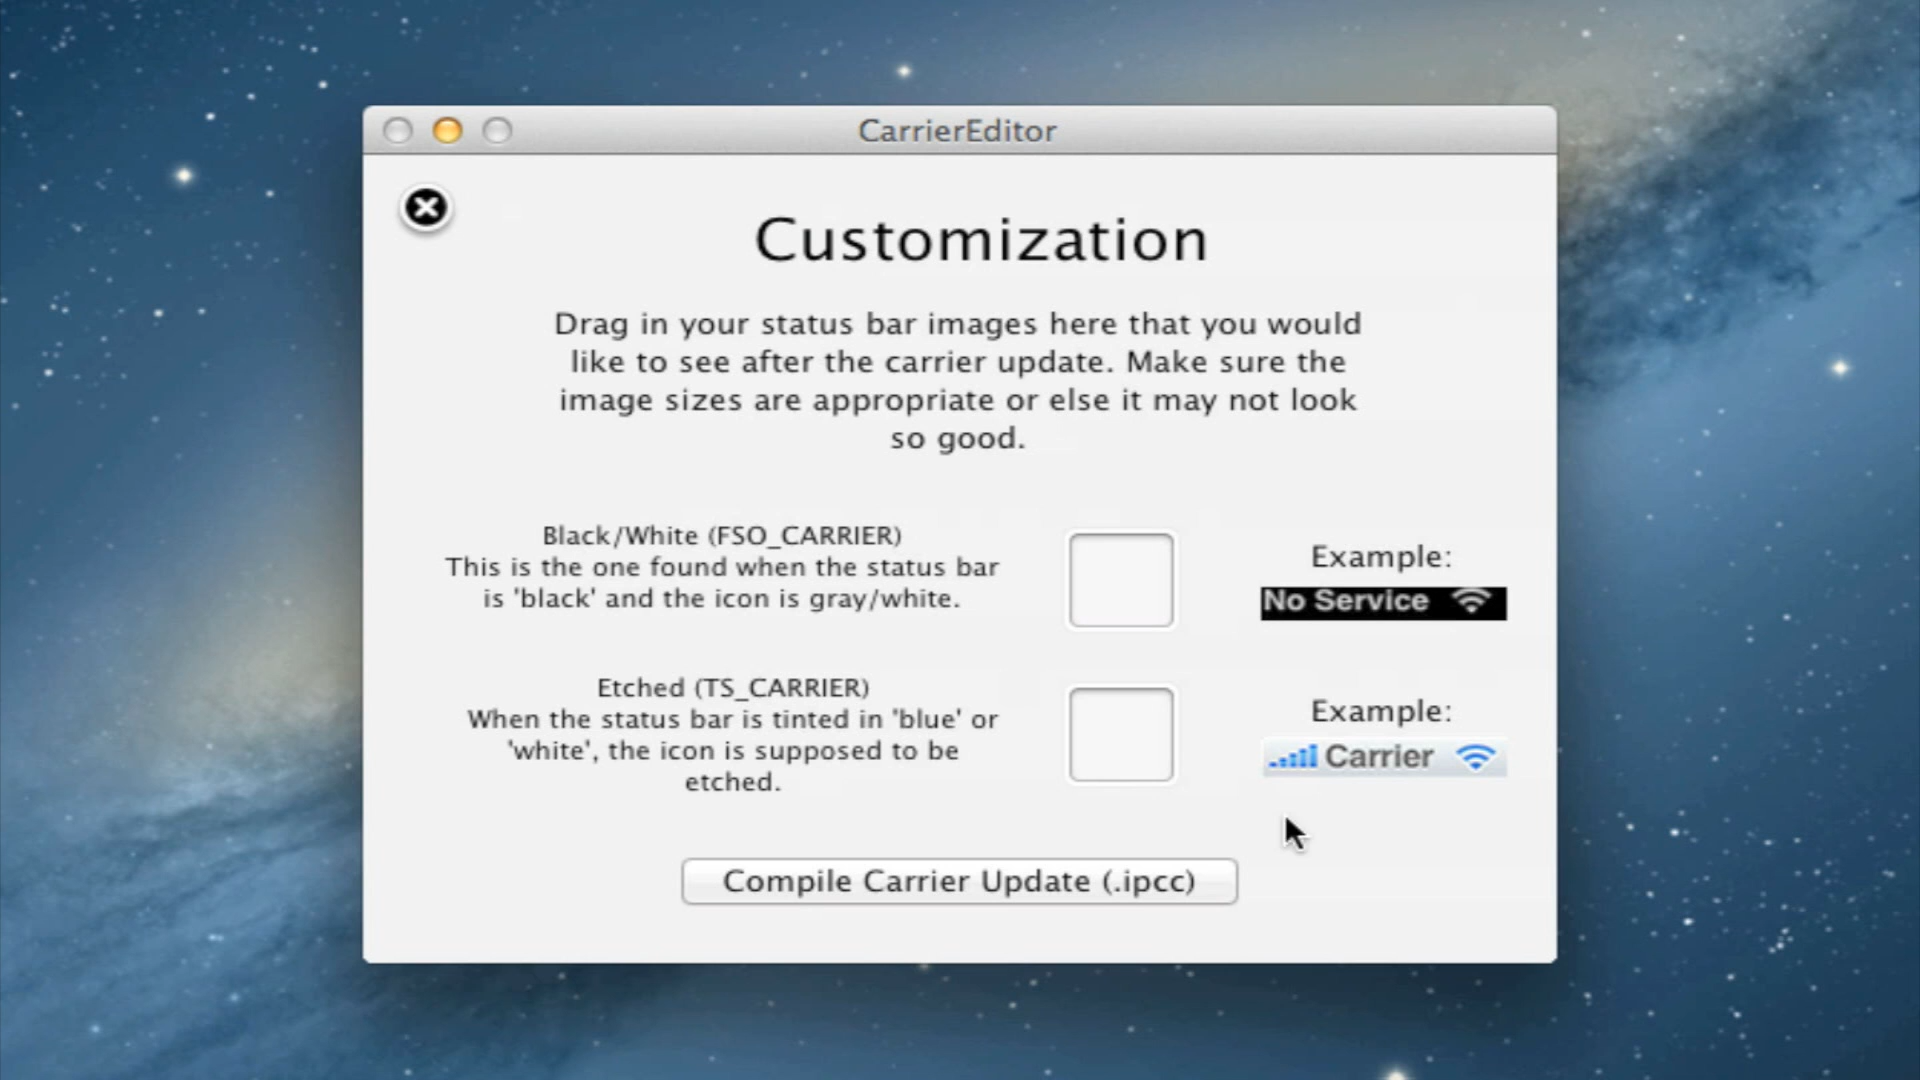 CarrierEditor
Customization
Drag in your status bar images here that you would
like to see after the carrier update. Make sure the
image sizes are appropriate or else it may not look
so good.
Black/White (FSO_CARRIER)
This is the one found when the status bar
is 'black' and the icon is gray/white.
Example:
No Service
Etched (TS_CARRIER)
When the status bar is tinted in 'blue' or
'white', the icon is supposed to be
etched.
Example:
Carrier
Compile Carrier Update (.ipcc)